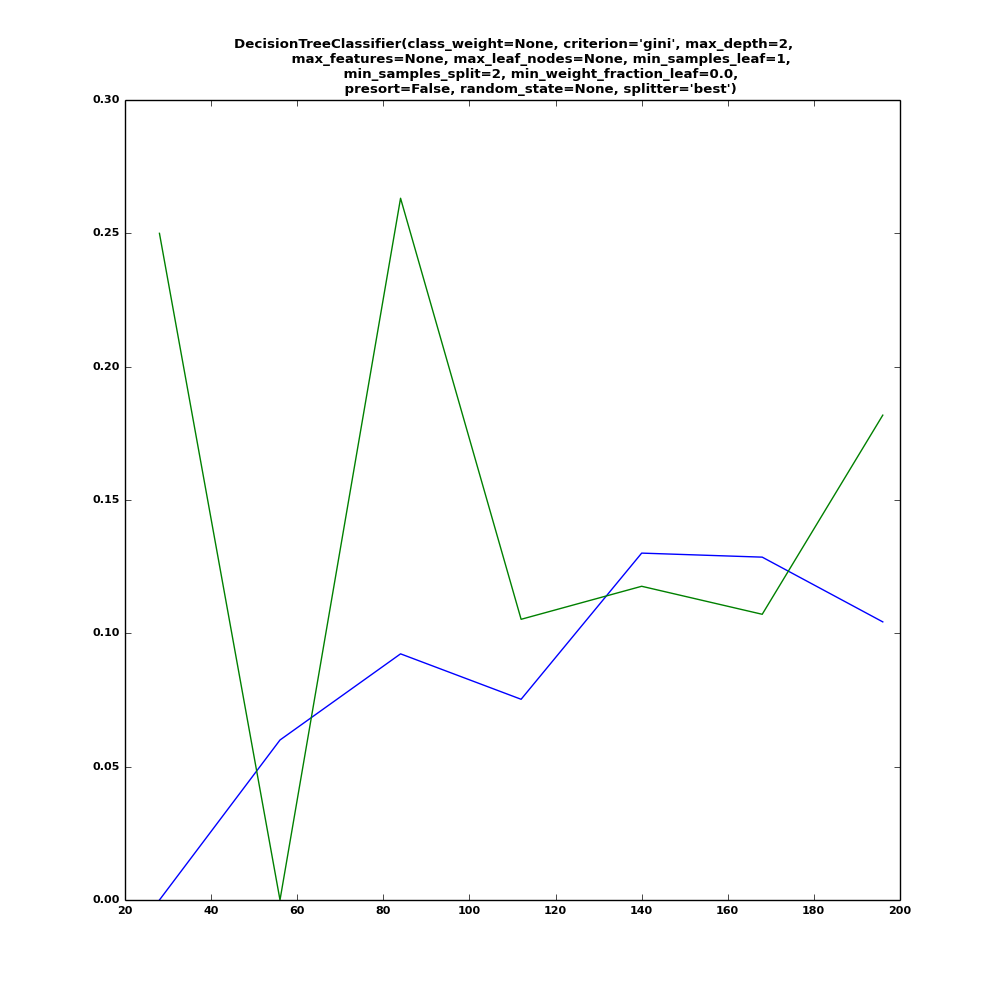 DecisionTreeClassifier(class_weight=None, criterion='gini', max_depth=2,
max_features=None, max_leaf_nodes=None, min_samples_leaf=1,
min_samples_split=2, min_weight_fraction_leaf=0.0,
presort=False, random_state=None, splitter='best')
0.30
0.25
0.20
0.15
0.10
0.05
0.00
20 40 60 80 100 120 140 160 180 200